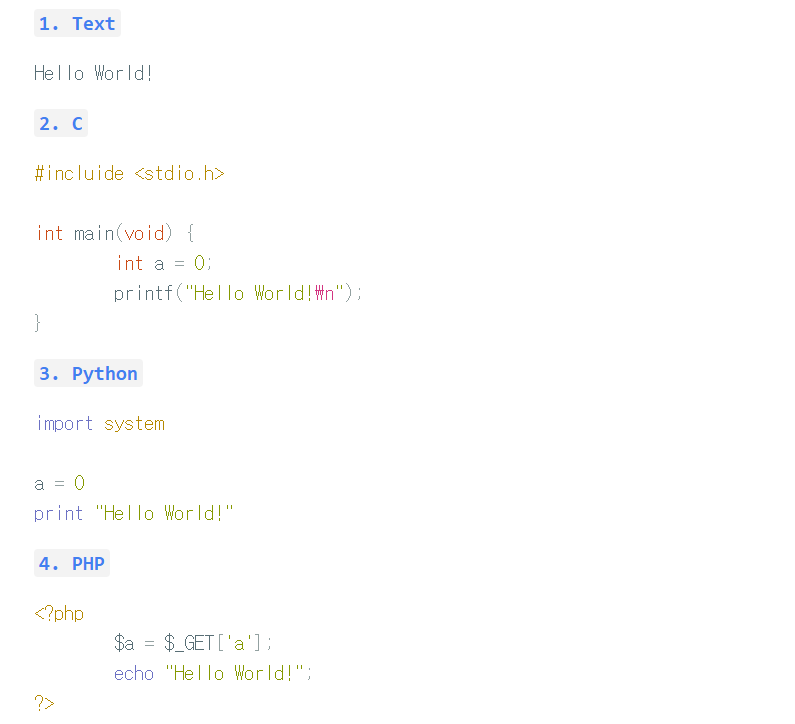 1. Text
Hello World!
2. C
#incluide <stdio.h>
int main(void) {
        int a = 0;
        printf("Hello World!₩n");
}
3. Python
import system
a = 0
print "Hello World!"
4. PHP
<?php
        $a = $_GET['a'];
        echo "Hello World!";
?>